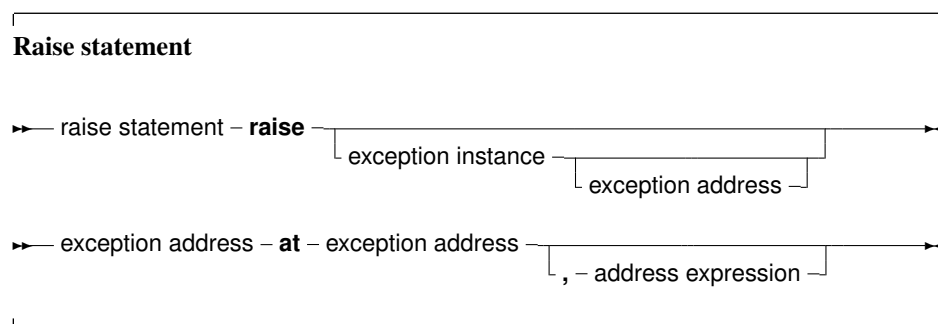 Raise statement
raise statement – raise
exception instance
exception address
exception address – at – exception address
, – address expression